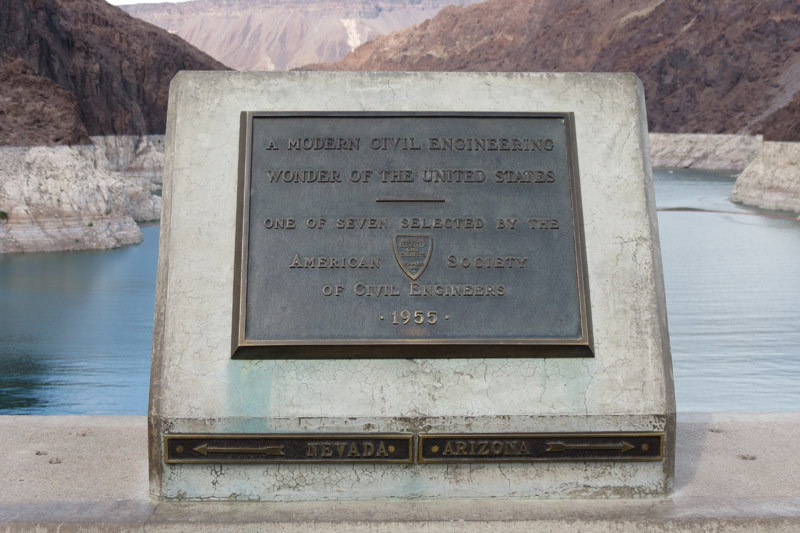 A MODERN CIVIL ENGINEERING
WONDER OF THE UNITED STATES
ONE OF SEVEN SELECTED BY THE
AMERICAN SOCIETY
OF CIVIL ENGINEERS
· 1955 ·
NEVADA
ARIZONA